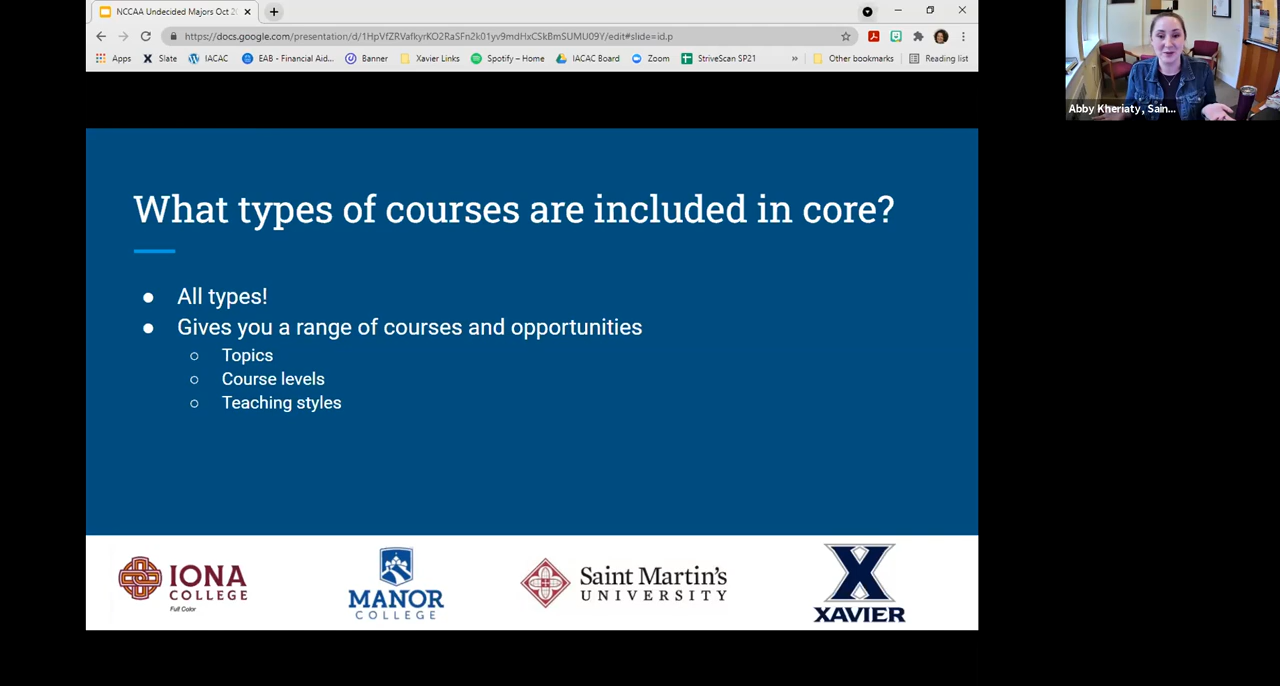 NCCAA Undecided Majors Oct 2
https://docs.google.com/presentation/d/1HpVfZRVafkyrKO2RaSFn2k01yv9mdHxCSkBmSUMU09Y/edit#slide=id.p
Apps Slate IACAC EAB - Financial Aid... Banner Xavier Links Spotify – Home IACAC Board Zoom StriveScan SP21 » Other bookmarks Reading list
Abby Kheriaty, Sain...
What types of courses are included in core?
All types!
Gives you a range of courses and opportunities
Topics
Course levels
Teaching styles
IONA
COLLEGE
Full Color
MANOR
COLLEGE
Saint Martin's
UNIVERSITY
X
XAVIER